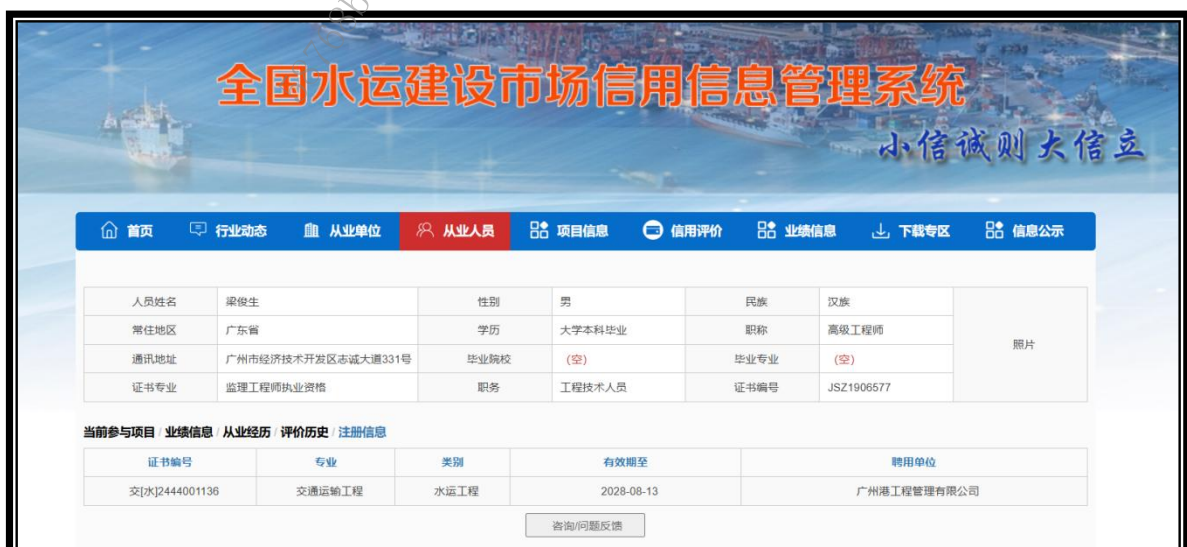 全国水运建设市场信用信息管理系统
小信诚则大信立
首页 行业动态 从业单位 从业人员 项目信息 信用评价 业绩信息 下载专区 信息公示
人员姓名 梁俊生 性别 男 民族 汉族 照片
常住地区 广东省 学历 大学本科毕业 职称 高级工程师
通讯地址 广州市经济技术开发区志诚大道331号 毕业院校 (空) 毕业专业 (空)
证书专业 监理工程师执业资格 职务 工程技术人员 证书编号 JSZ1906577
当前参与项目 / 业绩信息 / 从业经历 / 评价历史 / 注册信息
证书编号 专业 类别 有效期至 聘用单位
交[水]2444001136 交通运输工程 水运工程 2028-08-13 广州港工程管理有限公司
咨询/问题反馈